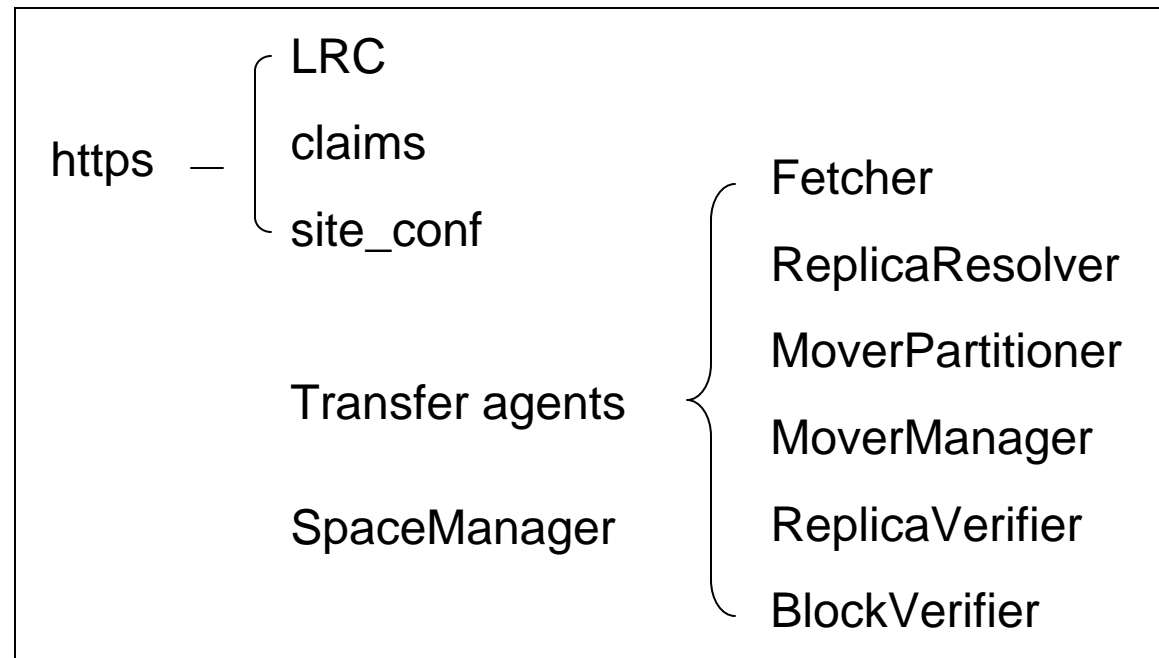 https
LRC
claims
site_conf
Transfer agents
SpaceManager
Fetcher
ReplicaResolver
MoverPartitioner
MoverManager
ReplicaVerifier
BlockVerifier